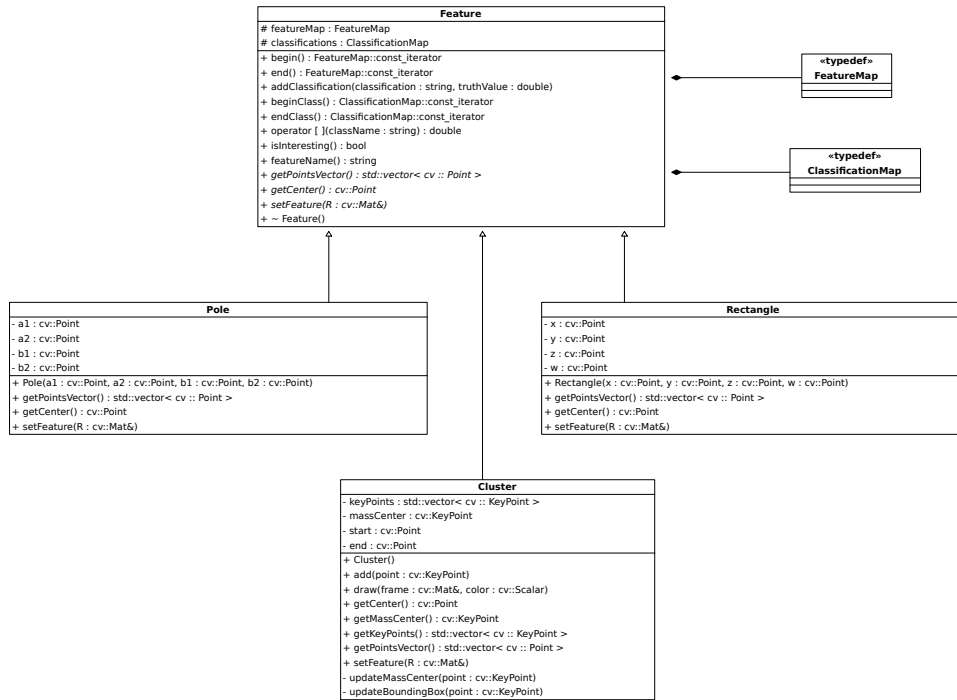 Feature
# featureMap : FeatureMap
# classifications : ClassificationMap
+ begin() : FeatureMap::const_iterator
+ end() : FeatureMap::const_iterator
+ addClassification(classification : string, truthValue : double)
+ beginClass() : ClassificationMap::const_iterator
+ endClass() : ClassificationMap::const_iterator
+ operator [ ](className : string) : double
+ isInteresting() : bool
+ featureName() : string
+ getPointsVector() : std::vector< cv :: Point >
+ getCenter() : cv::Point
+ setFeature(R : cv::Mat&)
+ ~ Feature()
«typedef»
FeatureMap
«typedef»
ClassificationMap
Pole
- a1 : cv::Point
- a2 : cv::Point
- b1 : cv::Point
- b2 : cv::Point
+ Pole(a1 : cv::Point, a2 : cv::Point, b1 : cv::Point, b2 : cv::Point)
+ getPointsVector() : std::vector< cv :: Point >
+ getCenter() : cv::Point
+ setFeature(R : cv::Mat&)
Rectangle
- x : cv::Point
- y : cv::Point
- z : cv::Point
- w : cv::Point
+ Rectangle(x : cv::Point, y : cv::Point, z : cv::Point, w : cv::Point)
+ getPointsVector() : std::vector< cv :: Point >
+ getCenter() : cv::Point
+ setFeature(R : cv::Mat&)
Cluster
- keyPoints : std::vector< cv :: KeyPoint >
- massCenter : cv::KeyPoint
- start : cv::Point
- end : cv::Point
+ Cluster()
+ add(point : cv::KeyPoint)
+ draw(frame : cv::Mat&, color : cv::Scalar)
+ getCenter() : cv::Point
+ getMassCenter() : cv::KeyPoint
+ getKeyPoints() : std::vector< cv :: KeyPoint >
+ getPointsVector() : std::vector< cv :: Point >
+ setFeature(R : cv::Mat&)
- updateMassCenter(point : cv::KeyPoint)
- updateBoundingBox(point : cv::KeyPoint)